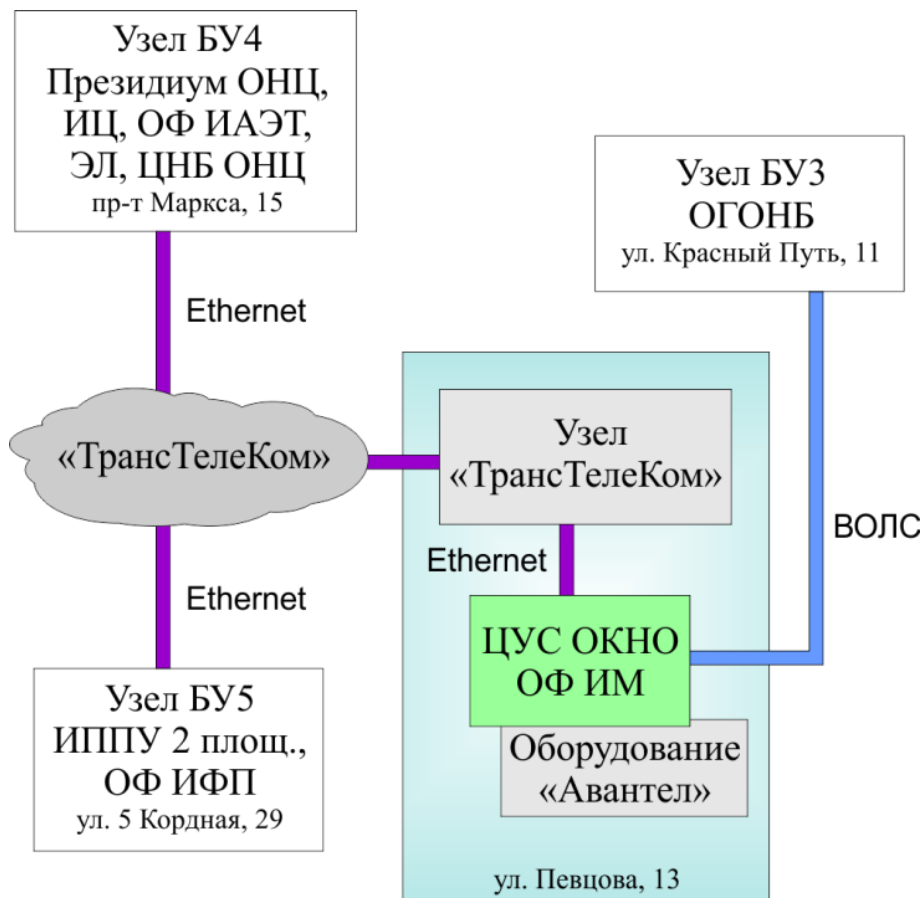 Узел БУ4
Президиум ОНЦ,
ИЦ, ОФ ИАЭТ,
ЭЛ, ЦНБ ОНЦ
пр-т Маркса, 15
Узел БУ3
ОГОНБ
ул. Красный Путь, 11
Ethernet
«ТрансТелеКом»
Узел
«ТрансТелеКом»
ВОЛС
Ethernet
Ethernet
ЦУС ОКНО
ОФ ИМ
Узел БУ5
ИППУ 2 площ.,
ОФ ИФП
ул. 5 Кордная, 29
Оборудование
«Авантел»
ул. Певцова, 13